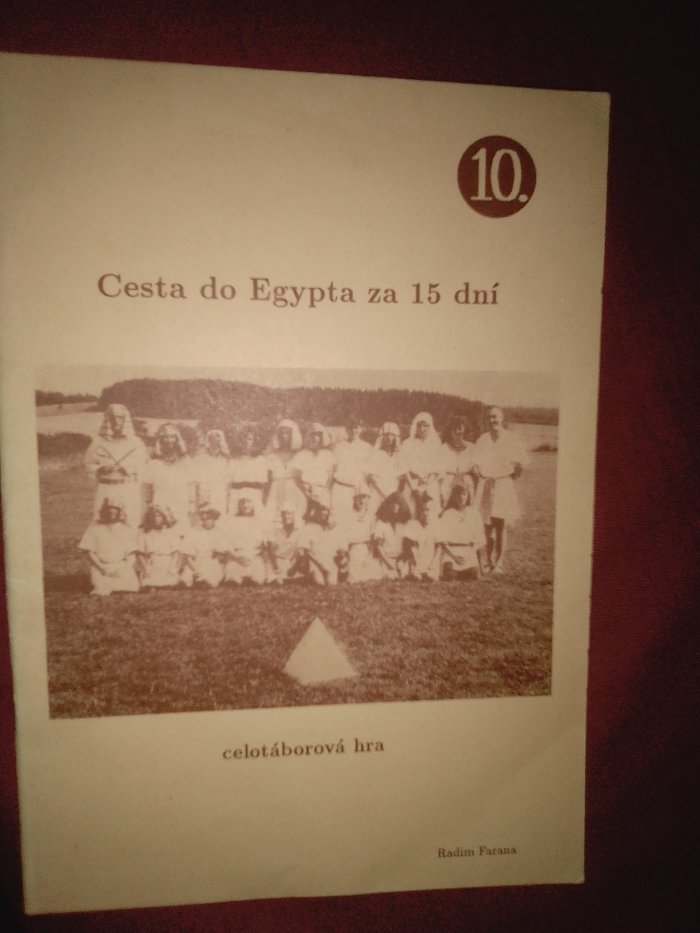 10.
Cesta do Egypta za 15 dní
celotáborová hra
Radim Farana